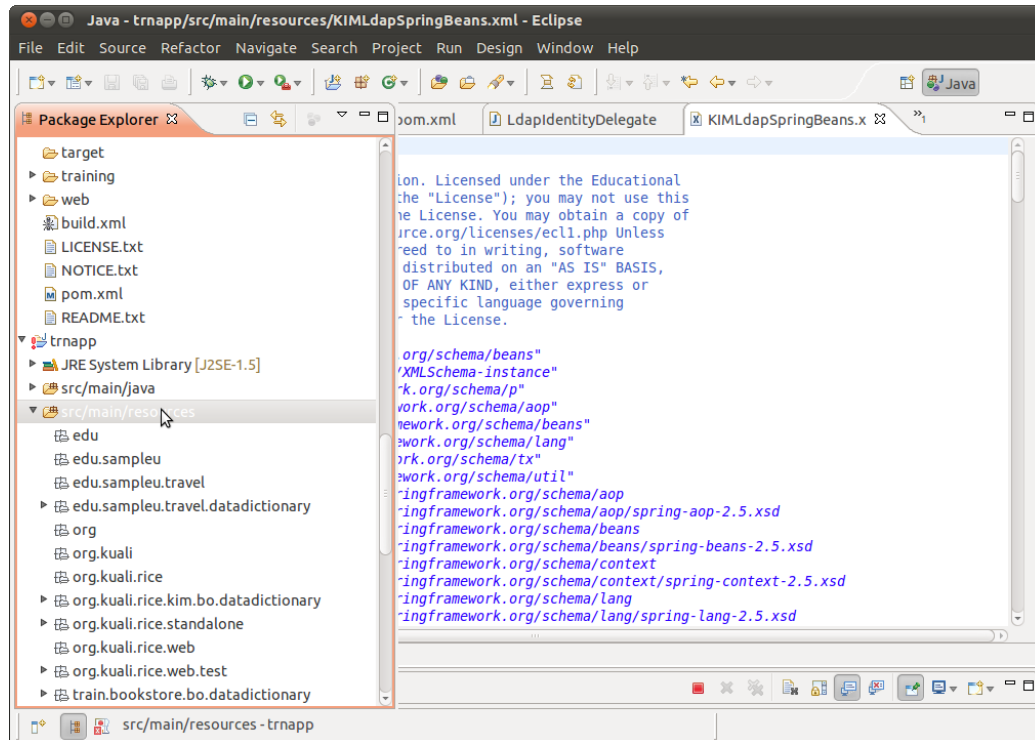 Java - trnapp/src/main/resources/KIMLdapSpringBeans.xml - Eclipse
File Edit Source Refactor Navigate Search Project Run Design Window Help
Java
Package Explorer
pom.xml
LdapIdentityDelegate
KIMLdapSpringBeans.x
»1
target
training
web
build.xml
LICENSE.txt
NOTICE.txt
pom.xml
README.txt
trnapp
JRE System Library [J2SE-1.5]
src/main/java
src/main/resources
edu
edu.sampleu
edu.sampleu.travel
edu.sampleu.travel.datadictionary
org
org.kuali
org.kuali.rice
org.kuali.rice.kim.bo.datadictionary
org.kuali.rice.standalone
org.kuali.rice.web
org.kuali.rice.web.test
train.bookstore.bo.datadictionary
ion. Licensed under the Educational
the "License"); you may not use this
he License. You may obtain a copy of
urce.org/licenses/ecl1.php Unless
reed to in writing, software
distributed on an "AS IS" BASIS,
OF ANY KIND, either express or
specific language governing
r the License.
.org/schema/beans"
/XMLSchema-instance"
rk.org/schema/p"
work.org/schema/aop"
mework.org/schema/beans"
ework.org/schema/lang"
ork.org/schema/tx"
ework.org/schema/util"
ringframework.org/schema/aop
ringframework.org/schema/aop/spring-aop-2.5.xsd
ringframework.org/schema/beans
ringframework.org/schema/beans/spring-beans-2.5.xsd
ringframework.org/schema/context
ringframework.org/schema/context/spring-context-2.5.xsd
ringframework.org/schema/lang
ringframework.org/schema/lang/spring-lang-2.5.xsd
src/main/resources - trnapp